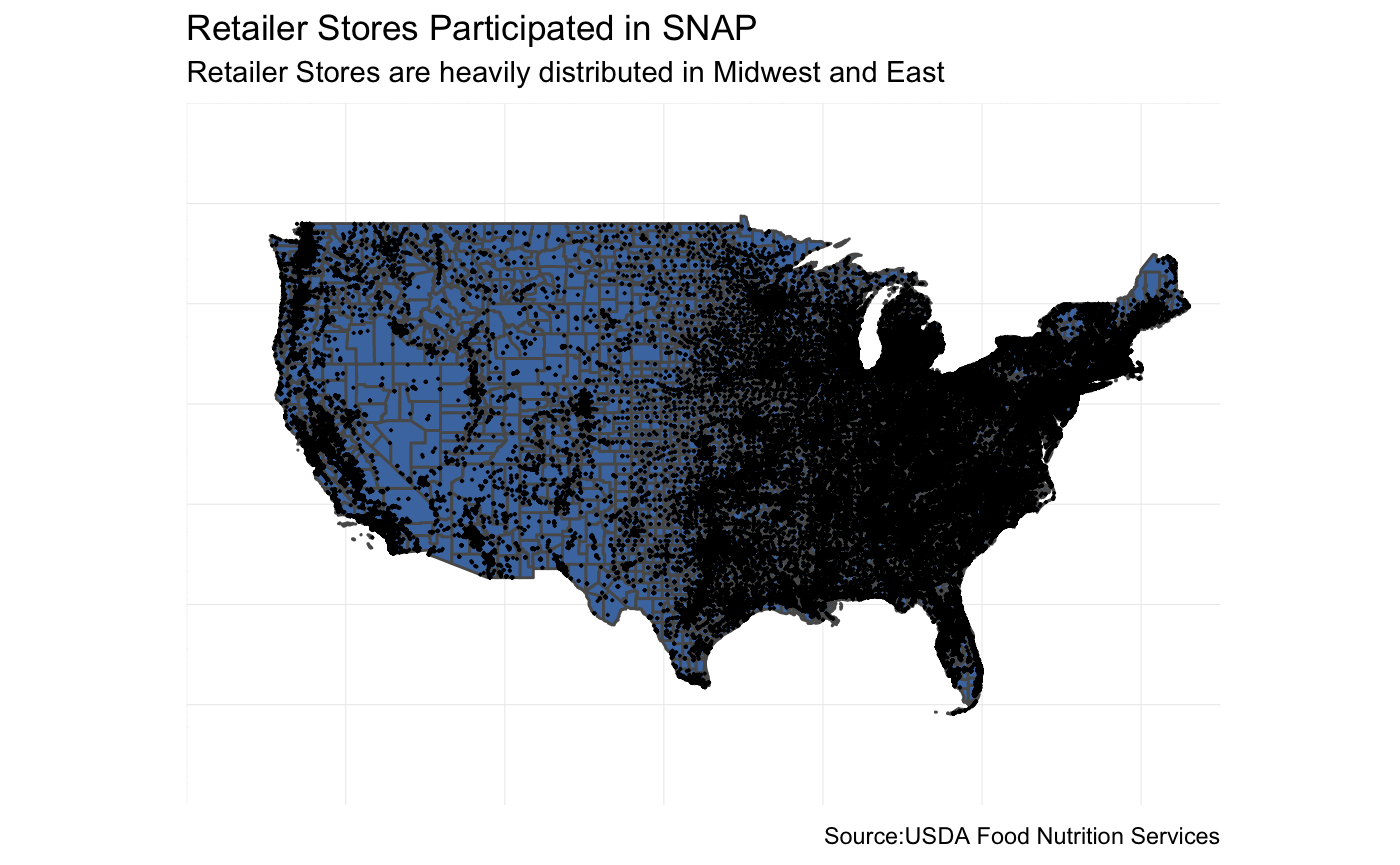 Retailer Stores Participated in SNAP
Retailer Stores are heavily distributed in Midwest and East
Source:USDA Food Nutrition Services